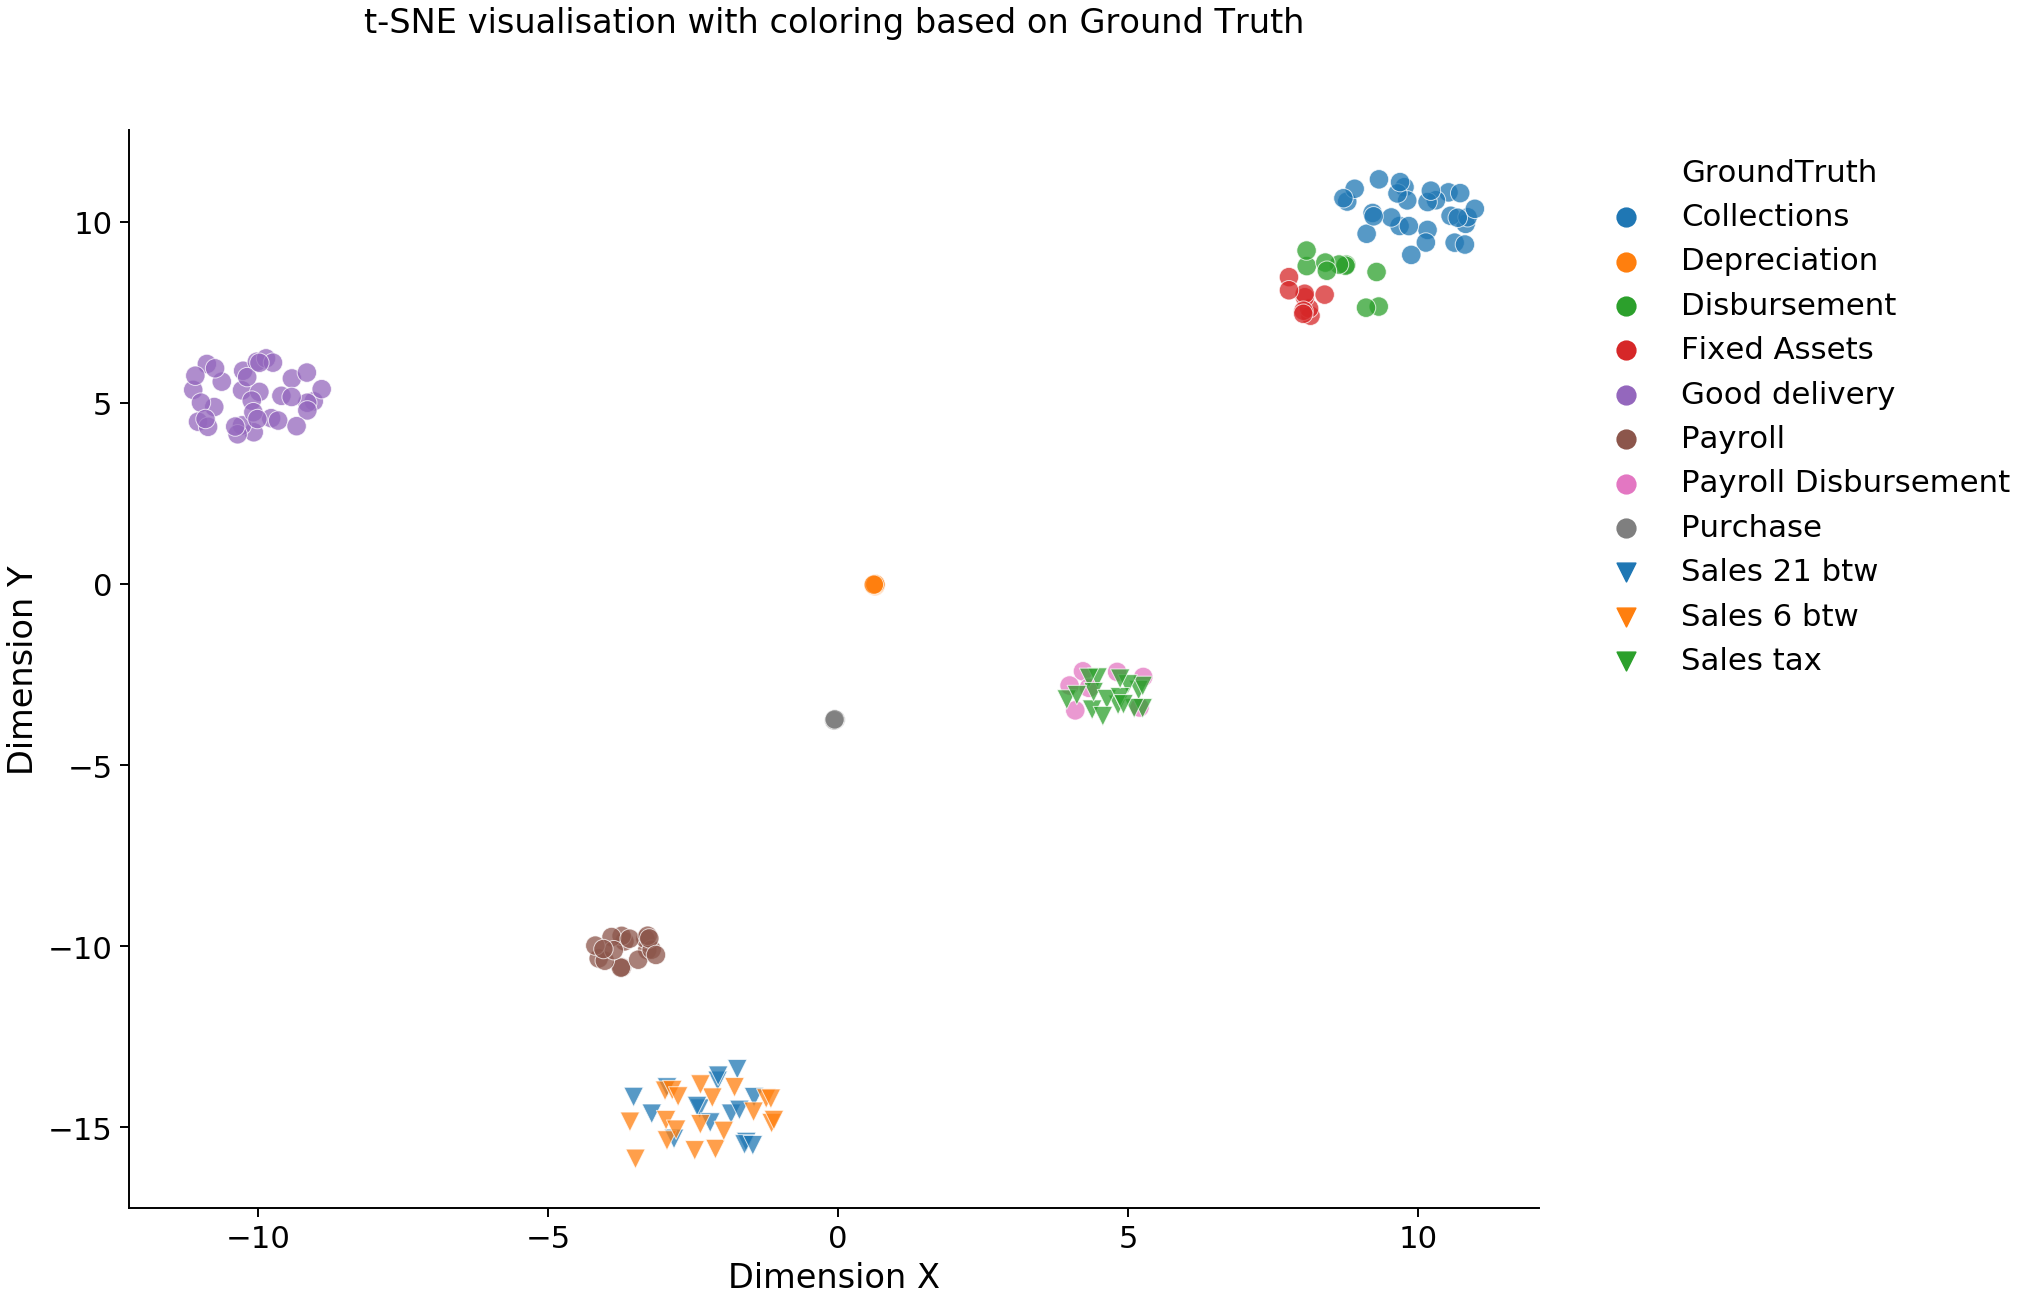 t-SNE visualisation with coloring based on Ground Truth
GroundTruth
Collections
Depreciation
Disbursement
Fixed Assets
Good delivery
Payroll
Payroll Disbursement
Purchase
Sales 21 btw
Sales 6 btw
Sales tax
Dimension Y
10
5
0
−5
−10
−15
−10 −5 0 5 10
Dimension X